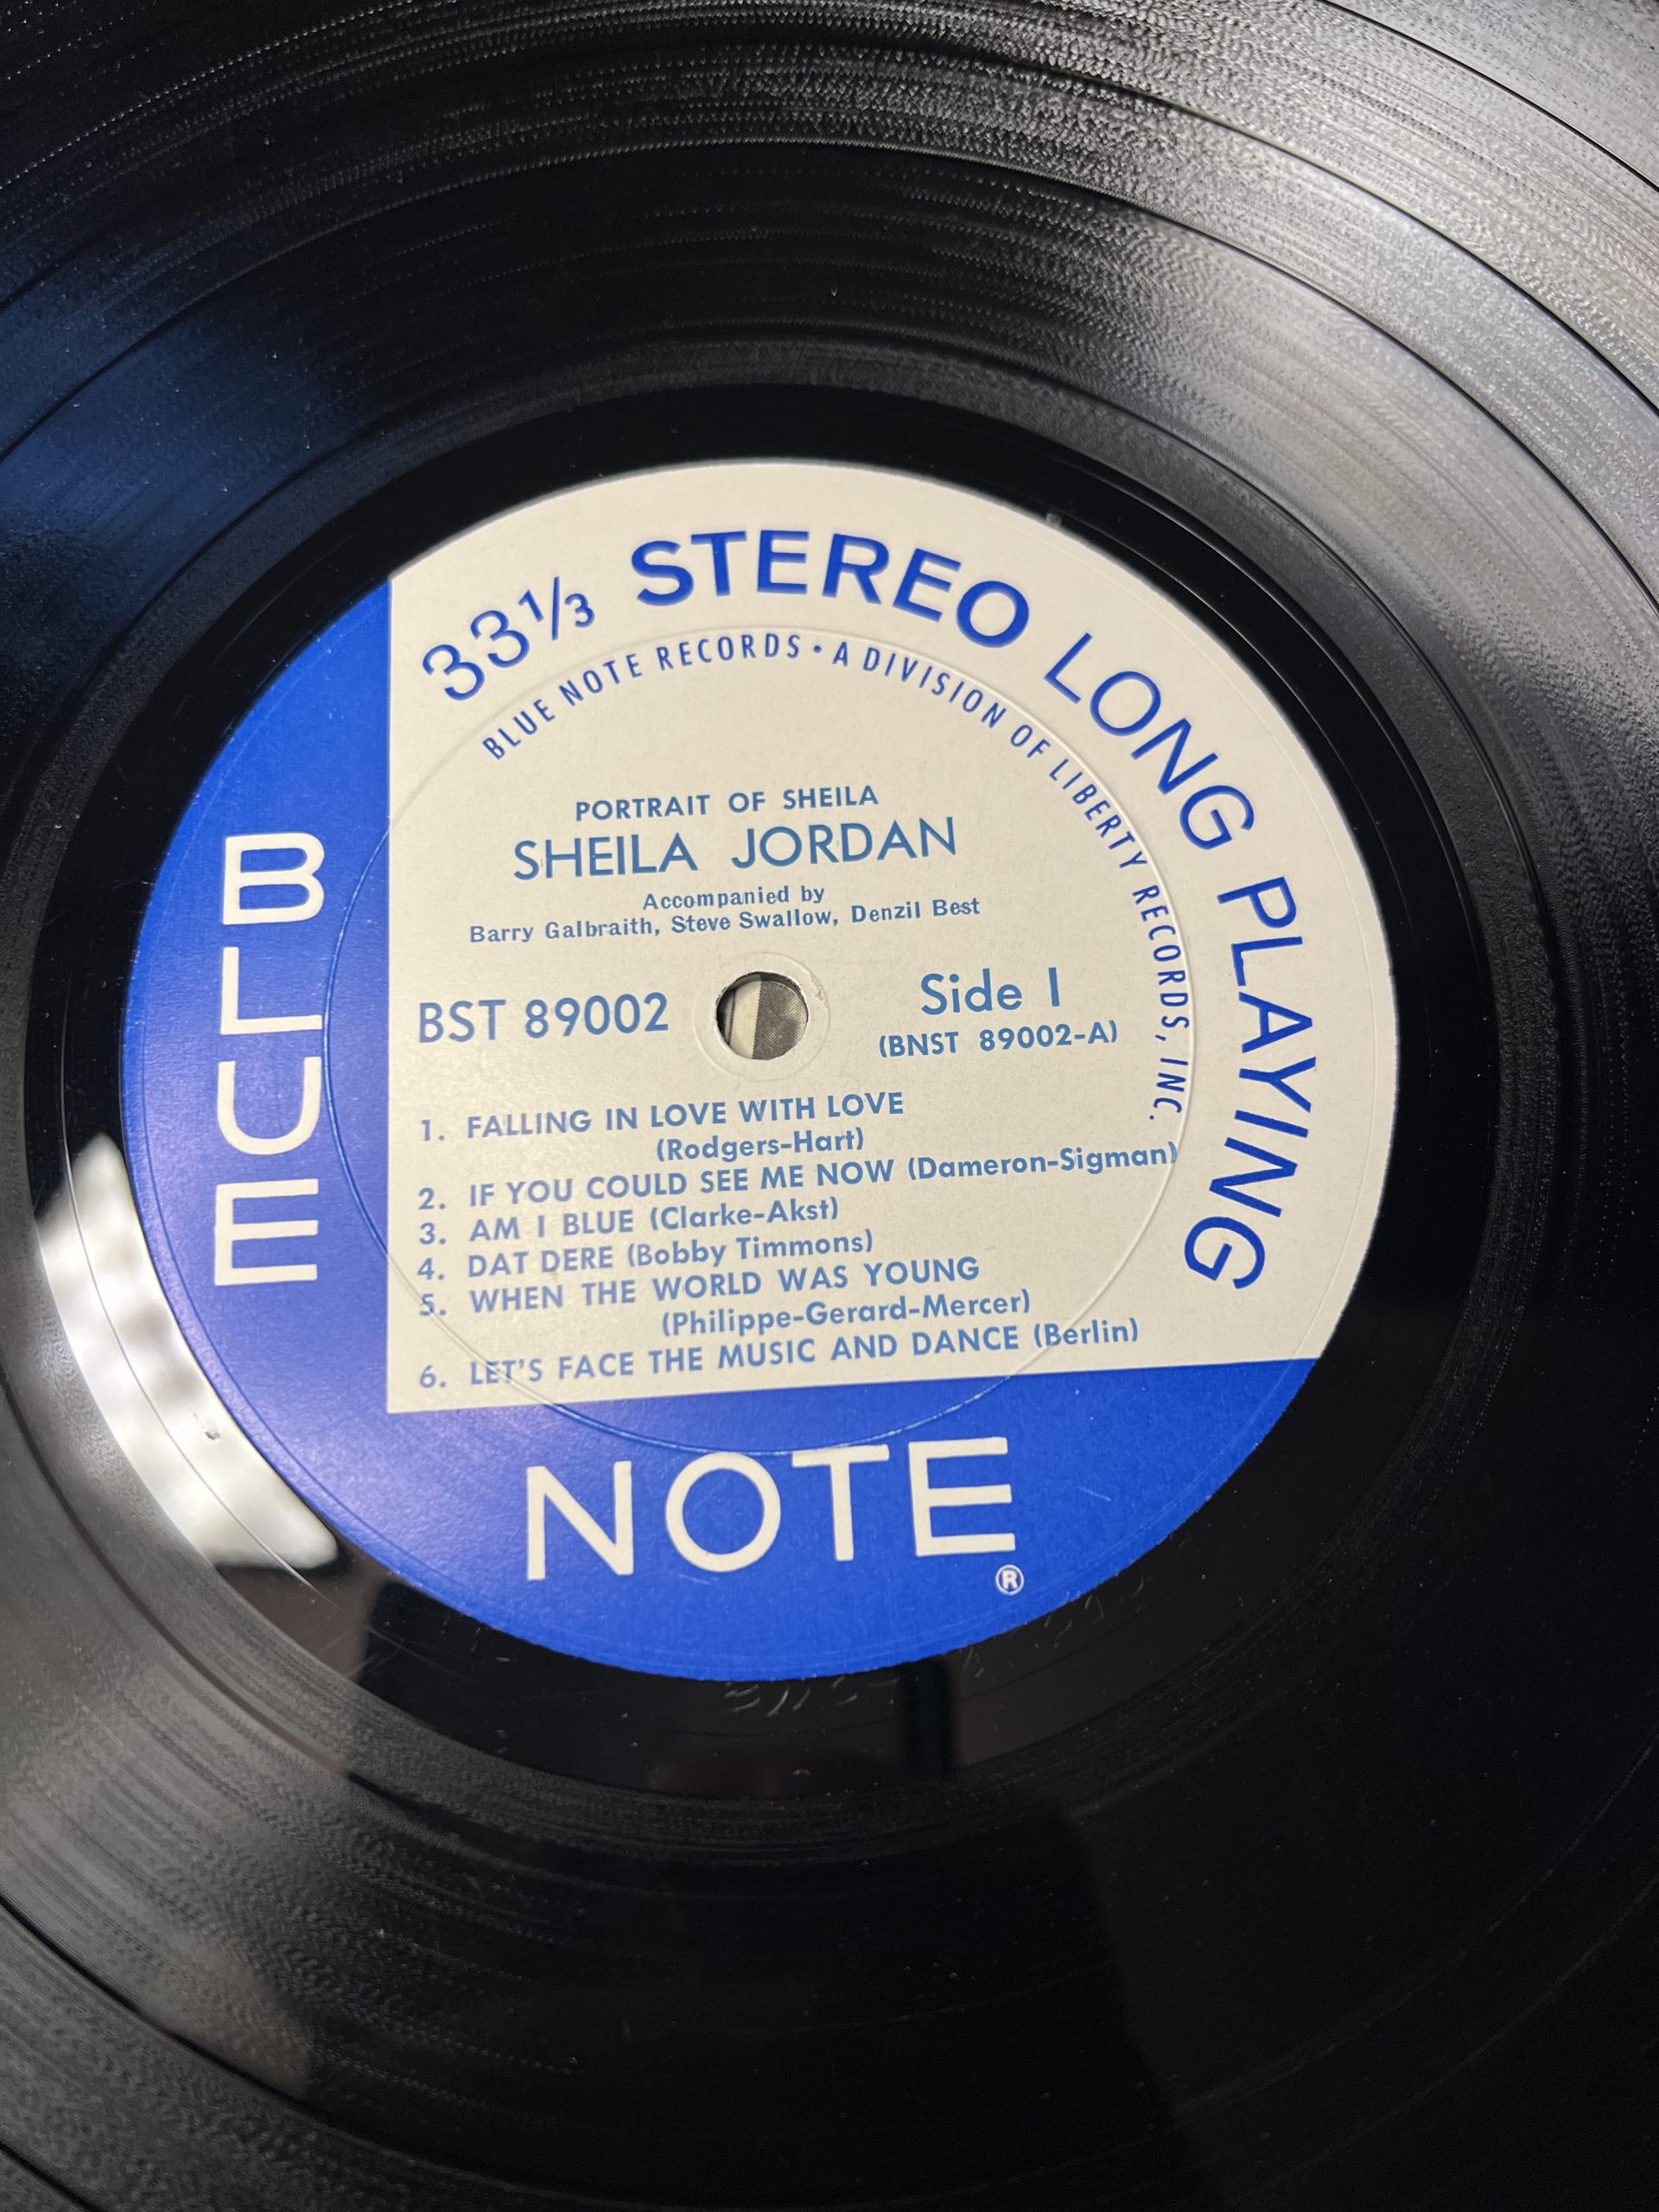 33⅓ STEREO LONG PLAYING
BLUE NOTE RECORDS • A DIVISION OF LIBERTY RECORDS, INC.
PORTRAIT OF SHEILA
SHEILA JORDAN
Accompanied by
Barry Galbraith, Steve Swallow, Denzil Best
BST 89002
Side 1
(BNST 89002-A)
1. FALLING IN LOVE WITH LOVE
(Rodgers-Hart)
2. IF YOU COULD SEE ME NOW (Dameron-Sigman)
3. AM I BLUE (Clarke-Akst)
4. DAT DERE (Bobby Timmons)
5. WHEN THE WORLD WAS YOUNG
(Philippe-Gerard-Mercer)
6. LET'S FACE THE MUSIC AND DANCE (Berlin)
BLUE
NOTE ®